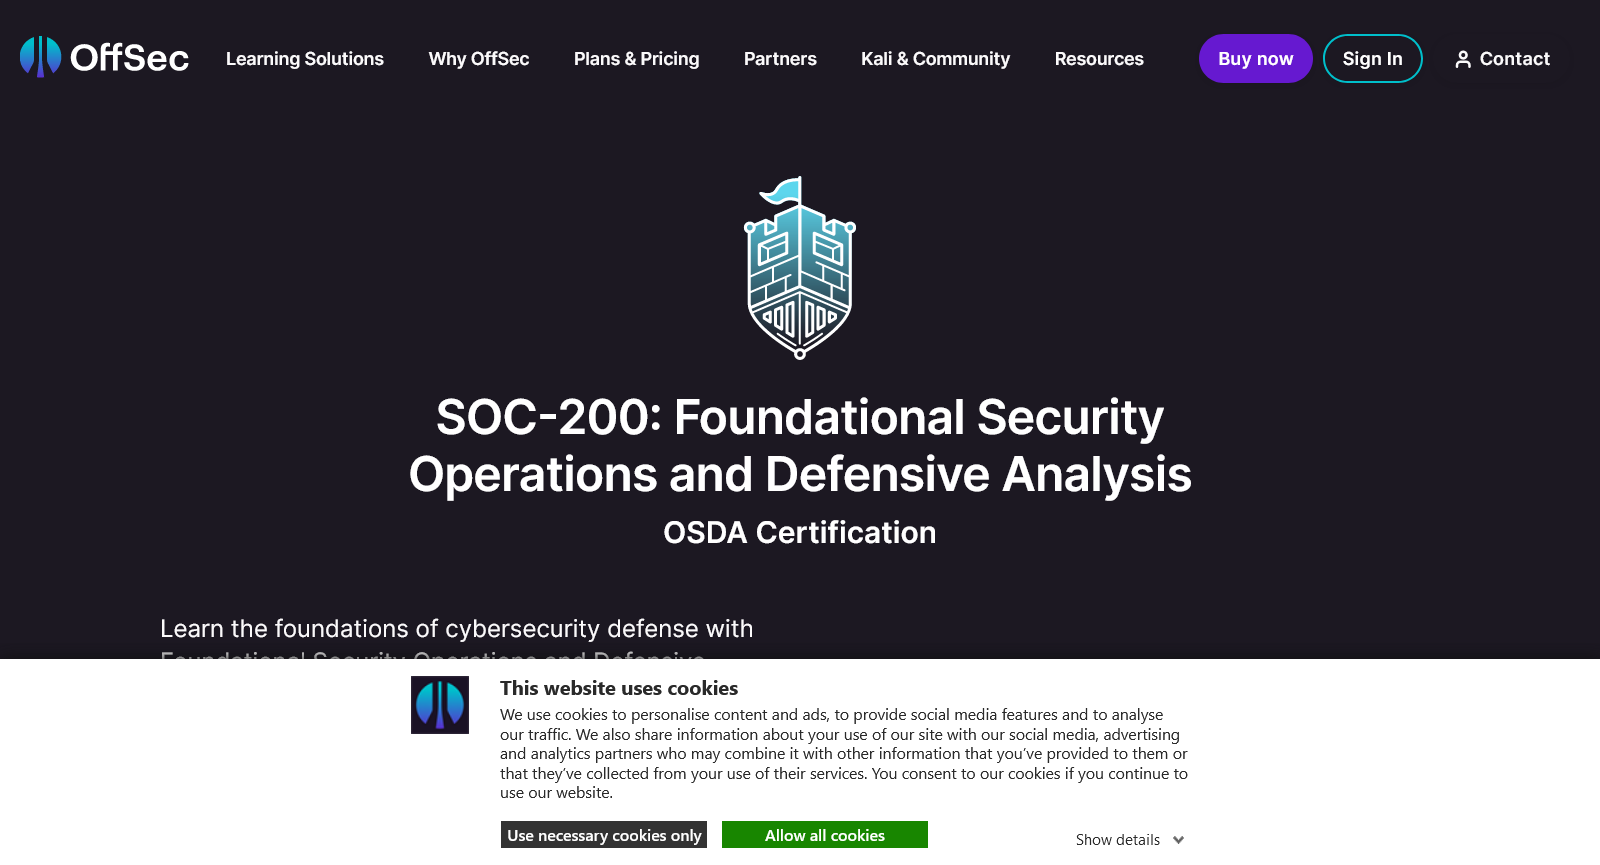 OffSec Learning Solutions Why OffSec Plans & Pricing Partners Kali & Community Resources Buy now Sign In Contact
SOC-200: Foundational Security
Operations and Defensive Analysis
OSDA Certification
Learn the foundations of cybersecurity defense with
Foundational Security Operations and Defensive
This website uses cookies
We use cookies to personalise content and ads, to provide social media features and to analyse
our traffic. We also share information about your use of our site with our social media, advertising
and analytics partners who may combine it with other information that you’ve provided to them or
that they’ve collected from your use of their services. You consent to our cookies if you continue to
use our website.
Use necessary cookies only Allow all cookies Show details